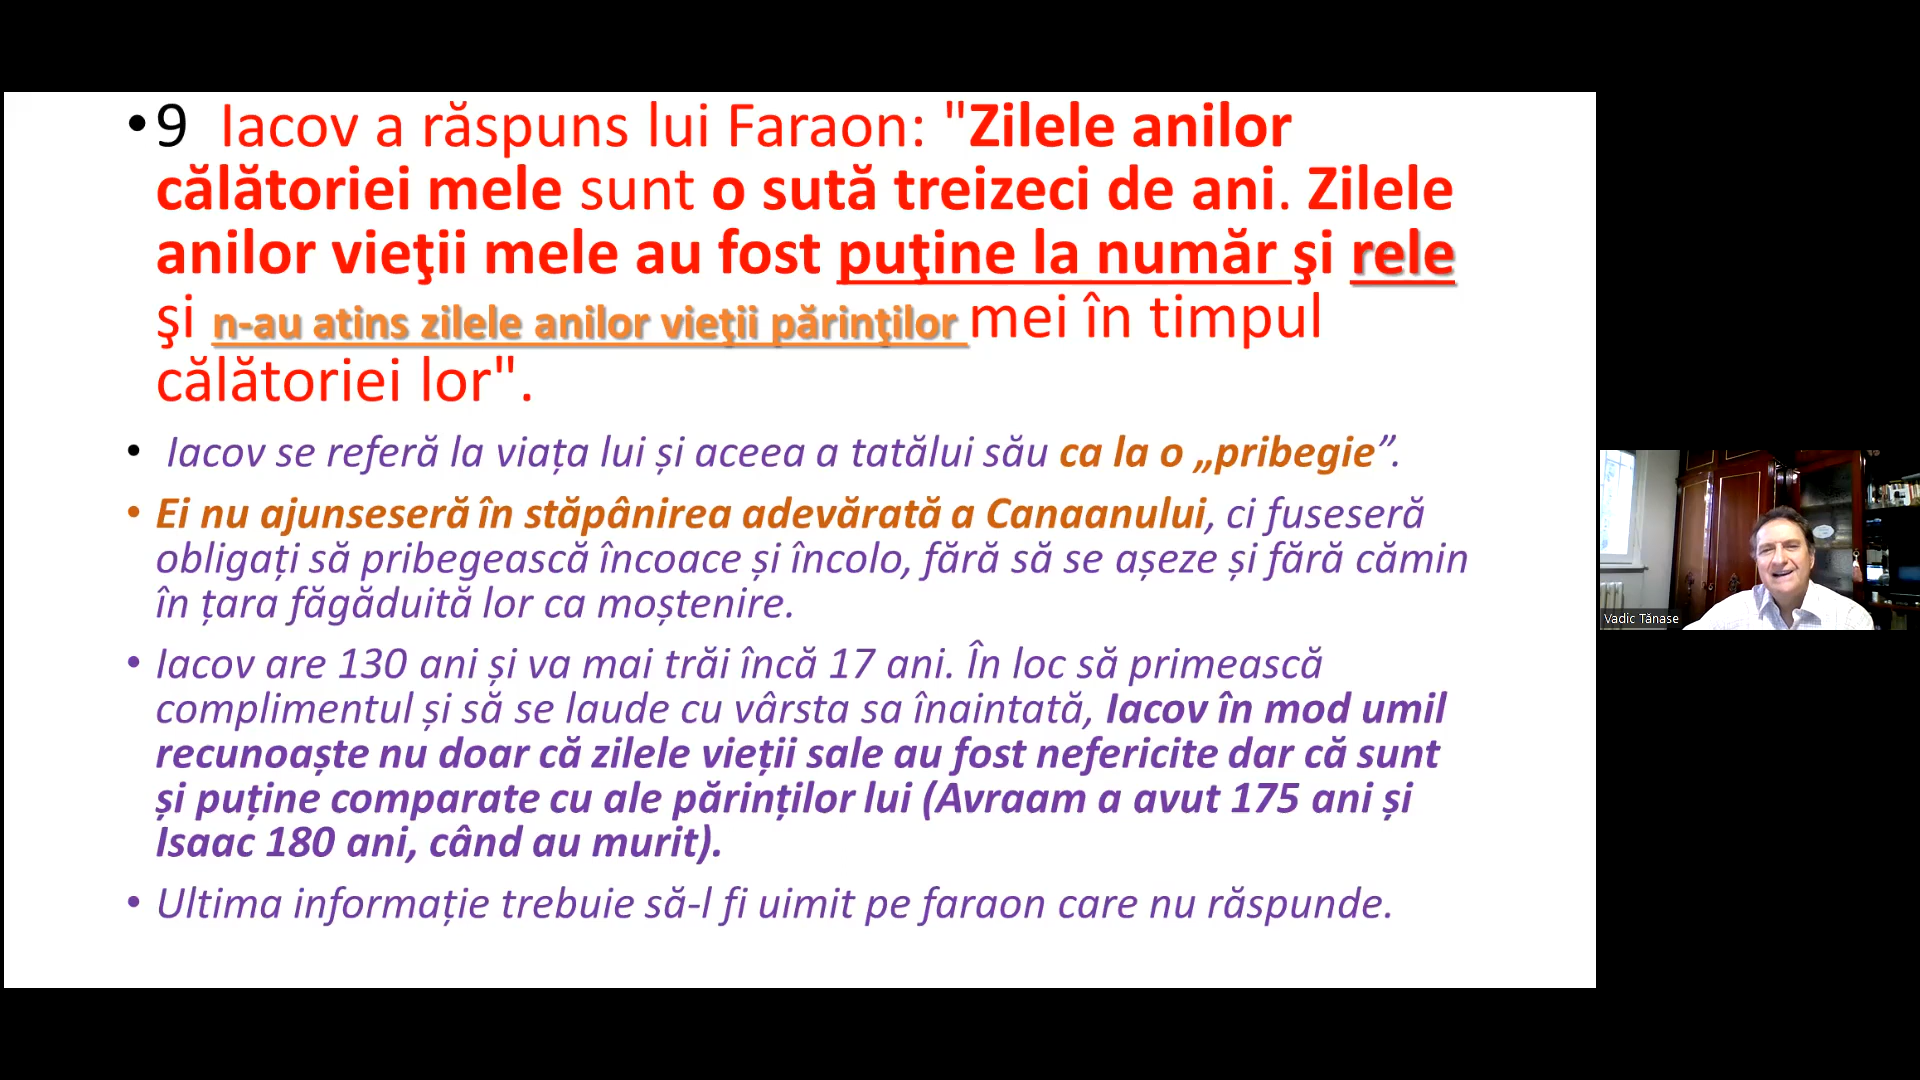 •9 Iacov a răspuns lui Faraon: "Zilele anilor
călătoriei mele sunt o sută treizeci de ani. Zilele
anilor vieţii mele au fost puţine la număr şi rele
şi n-au atins zilele anilor vieţii părinţilor mei în timpul
călătoriei lor".
• Iacov se referă la viața lui și aceea a tatălui său ca la o „pribegie”.
• Ei nu ajunseseră în stăpânirea adevărată a Canaanului, ci fuseseră
obligați să pribegească încoace și încolo, fără să se așeze și fără cămin
în țara făgăduită lor ca moștenire.
• Iacov are 130 ani și va mai trăi încă 17 ani. În loc să primească
complimentul și să se laude cu vârsta sa înaintată, Iacov în mod umil
recunoaște nu doar că zilele vieții sale au fost nefericite dar că sunt
și puține comparate cu ale părinților lui (Avraam a avut 175 ani și
Isaac 180 ani, când au murit).
• Ultima informație trebuie să-l fi uimit pe faraon care nu răspunde.
Vadic Tănase